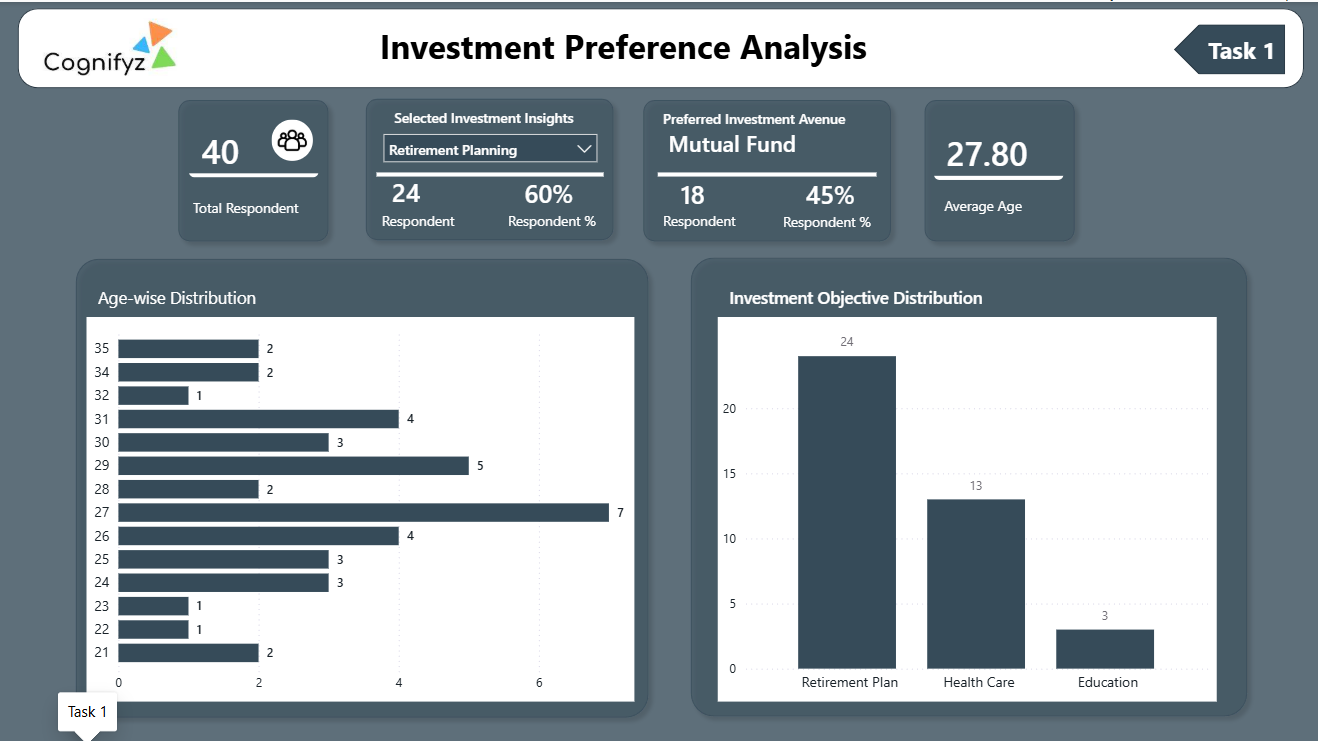 Cognifyz
Investment Preference Analysis
Task 1
40
Total Respondent
Selected Investment Insights
Retirement Planning
24
60%
Respondent
Respondent %
Preferred Investment Avenue
Mutual Fund
18
45%
Respondent
Respondent %
27.80
Average Age
Age-wise Distribution
35 2
34 2
32 1
31 4
30 3
29 5
28 2
27 7
26 4
25 3
24 3
23 1
22 1
21 2
0 2 4 6
Investment Objective Distribution
24
20
15
13
10
5
3
0
Retirement Plan Health Care Education
Task 1